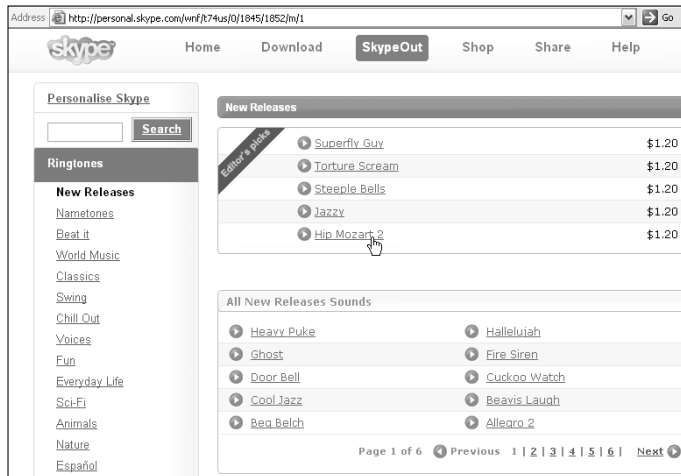 Address http://personal.skype.com/wnf/t74us/0/1845/1852/m/1 Go
skype Home Download SkypeOut Shop Share Help
Personalise Skype
Search
Ringtones
New Releases
Nametones
Beat it
World Music
Classics
Swing
Chill Out
Voices
Fun
Everyday Life
Sci-Fi
Animals
Nature
Español
New Releases
Editor's picks
Superfly Guy $1.20
Torture Scream $1.20
Steeple Bells $1.20
Jazzy $1.20
Hip Mozart 2 $1.20
All New Releases Sounds
Heavy Puke Hallelujah
Ghost Fire Siren
Door Bell Cuckoo Watch
Cool Jazz Beavis Laugh
Beg Belch Allegro 2
Page 1 of 6 Previous 1 | 2 | 3 | 4 | 5 | 6 | Next